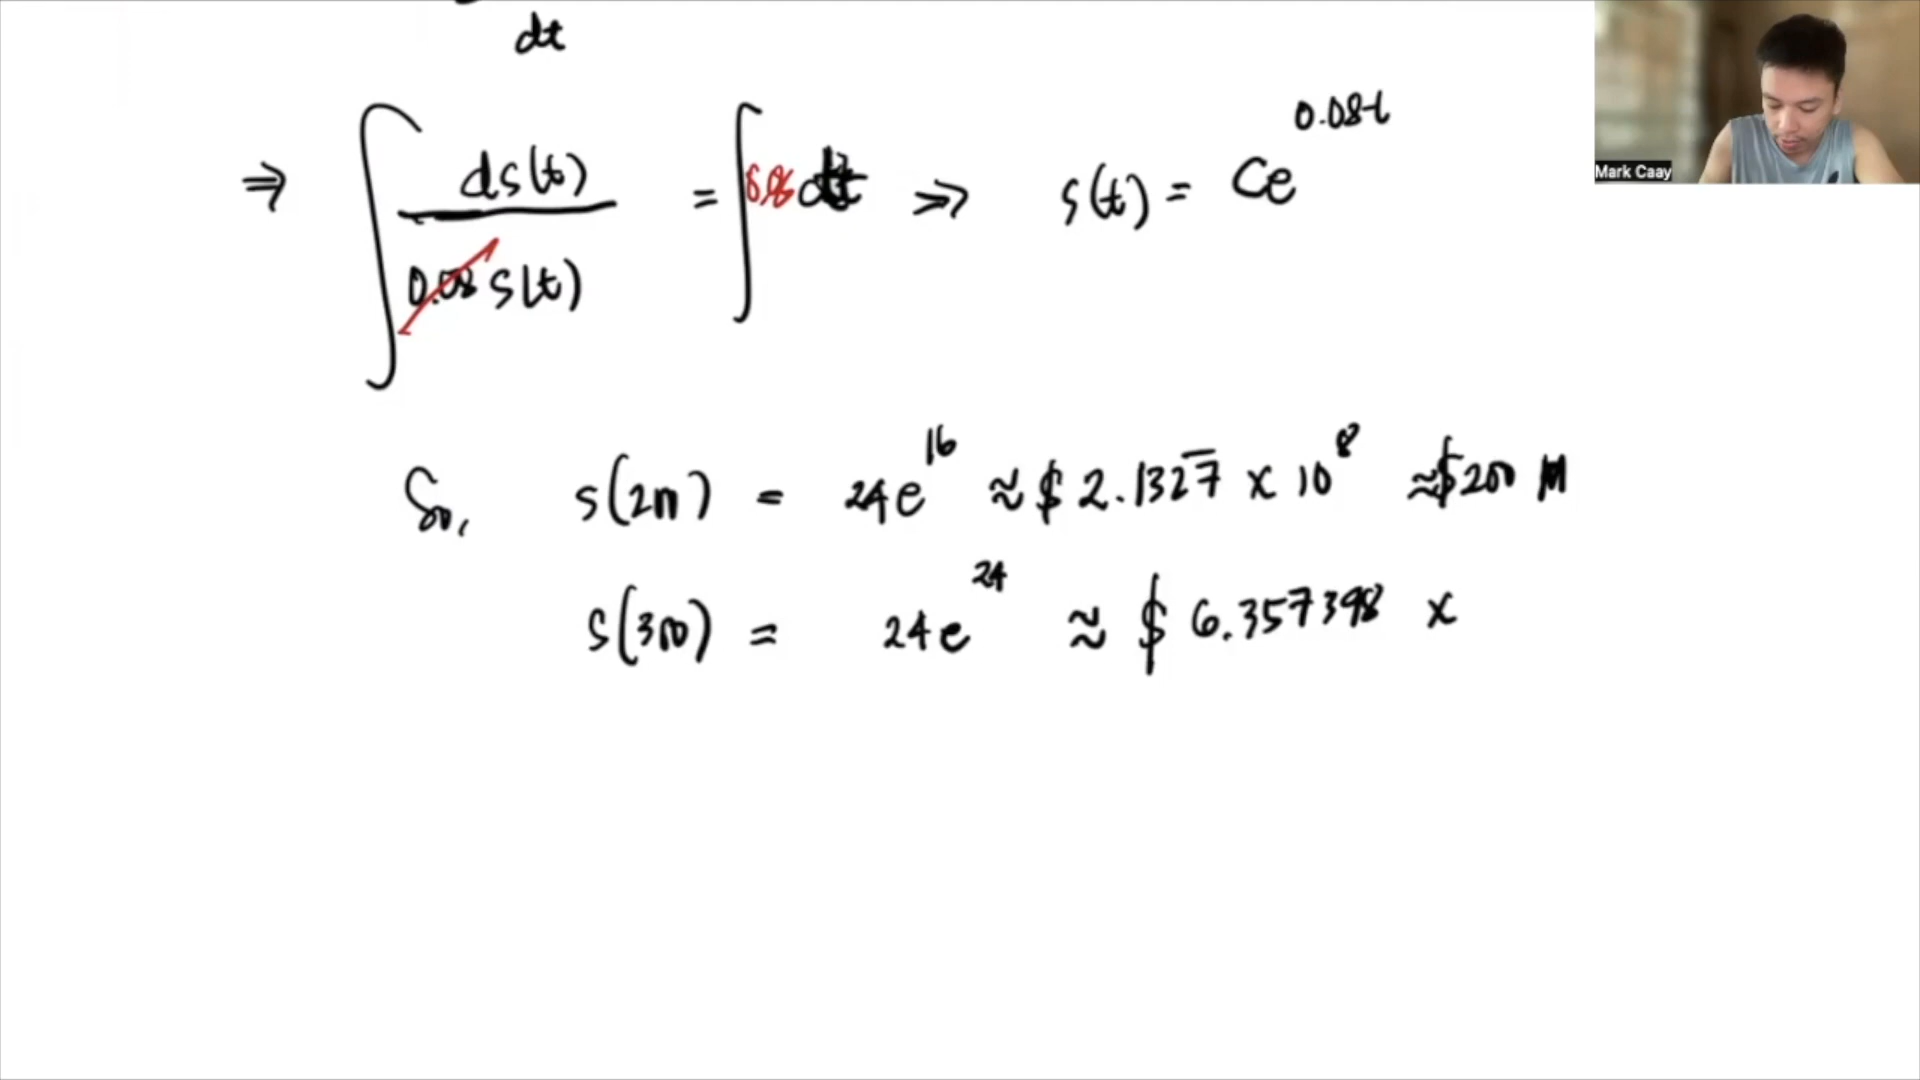 dt
⇒ ∫ ds(t) / 0.08 s(t) = ∫ 0.08 dt ⇒ s(t) = Ce^0.08t
So, s(200) = 24e^16 ≈ $ 2.1327 × 10^8 ≈ $200 M
s(300) = 24e^24 ≈ $ 6.357398 ×
Mark Caay